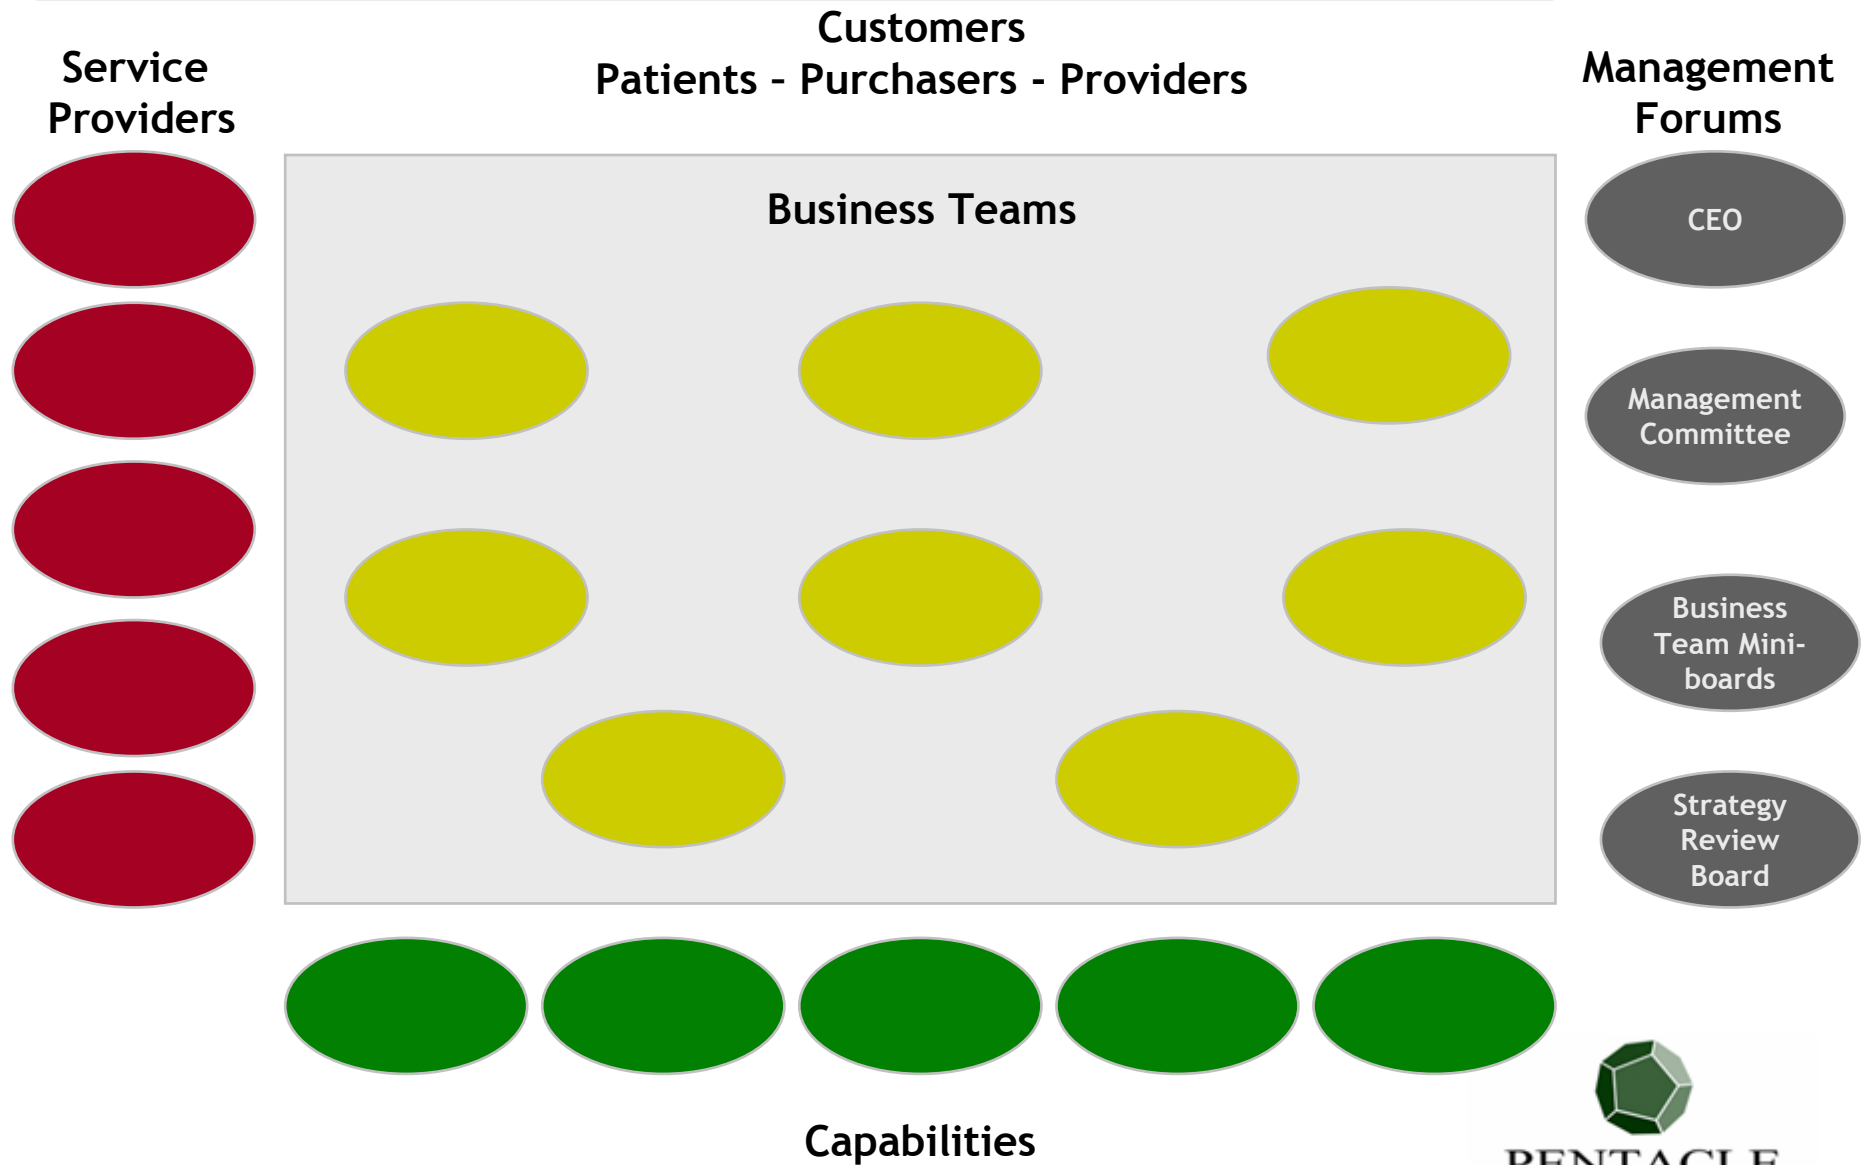 Customers
Patients – Purchasers - Providers
Service
Providers
Management
Forums
Business Teams
CEO
Management
Committee
Business
Team Mini-
boards
Strategy
Review
Board
Capabilities
PENTACLE